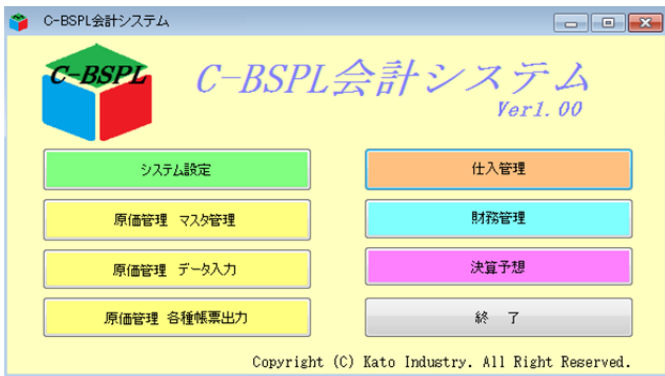 C-BSPL会計システム
C-BSPL
C-BSPL会計システム
Ver1.00
システム設定
仕入管理
原価管理 マスタ管理
財務管理
原価管理 データ入力
決算予想
原価管理 各種帳票出力
終 了
Copyright (C) Kato Industry. All Right Reserved.